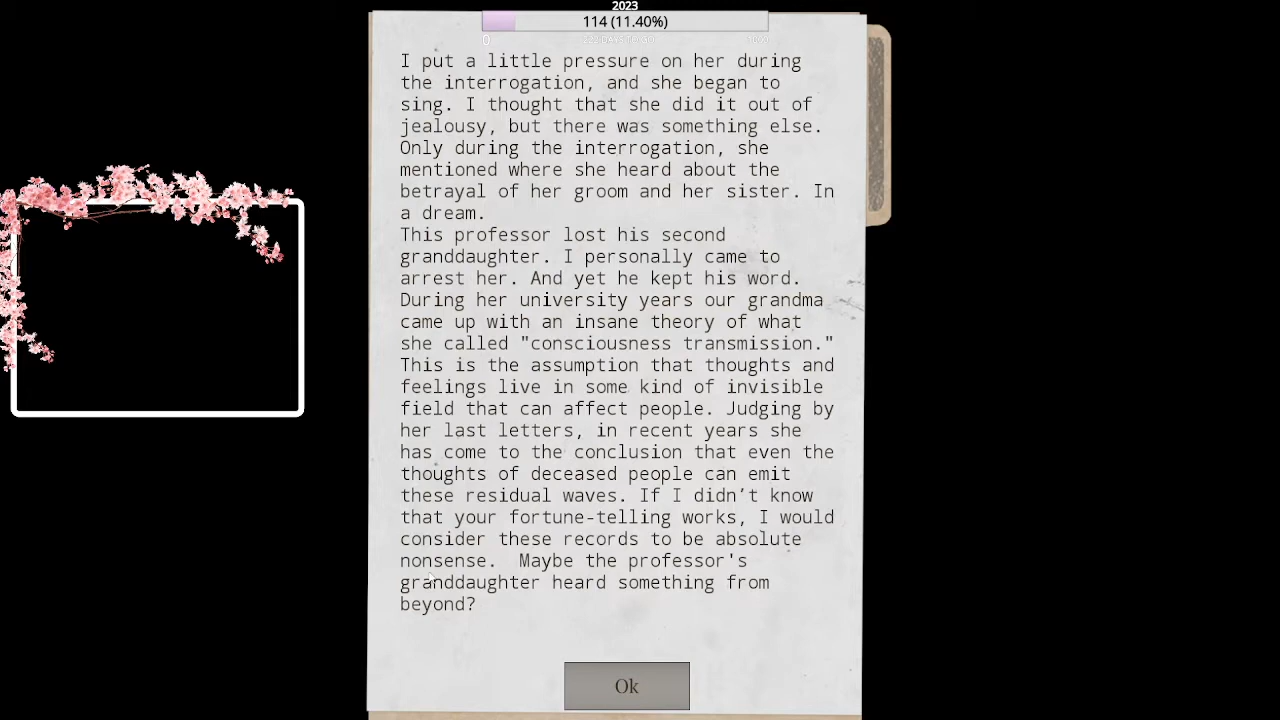 2023
114 (11.40%)
0
I put a little pressure on her during
the interrogation, and she began to
sing. I thought that she did it out of
jealousy, but there was something else.
Only during the interrogation, she
mentioned where she heard about the
betrayal of her groom and her sister. In
a dream.
This professor lost his second
granddaughter. I personally came to
arrest her. And yet he kept his word.
During her university years our grandma
came up with an insane theory of what
she called "consciousness transmission."
This is the assumption that thoughts and
feelings live in some kind of invisible
field that can affect people. Judging by
her last letters, in recent years she
has come to the conclusion that even the
thoughts of deceased people can emit
these residual waves. If I didn’t know
that your fortune-telling works, I would
consider these records to be absolute
nonsense.  Maybe the professor's
granddaughter heard something from
beyond?
Ok